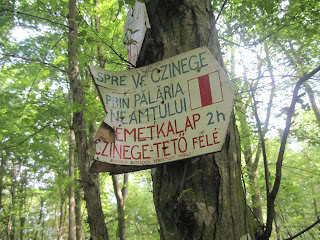 SPRE VF. CZINEGE
PRIN PĂLĂRIA
NEAMȚULUI
NÉMETKALAP 2h
CZINEGE-TETŐ FELÉ